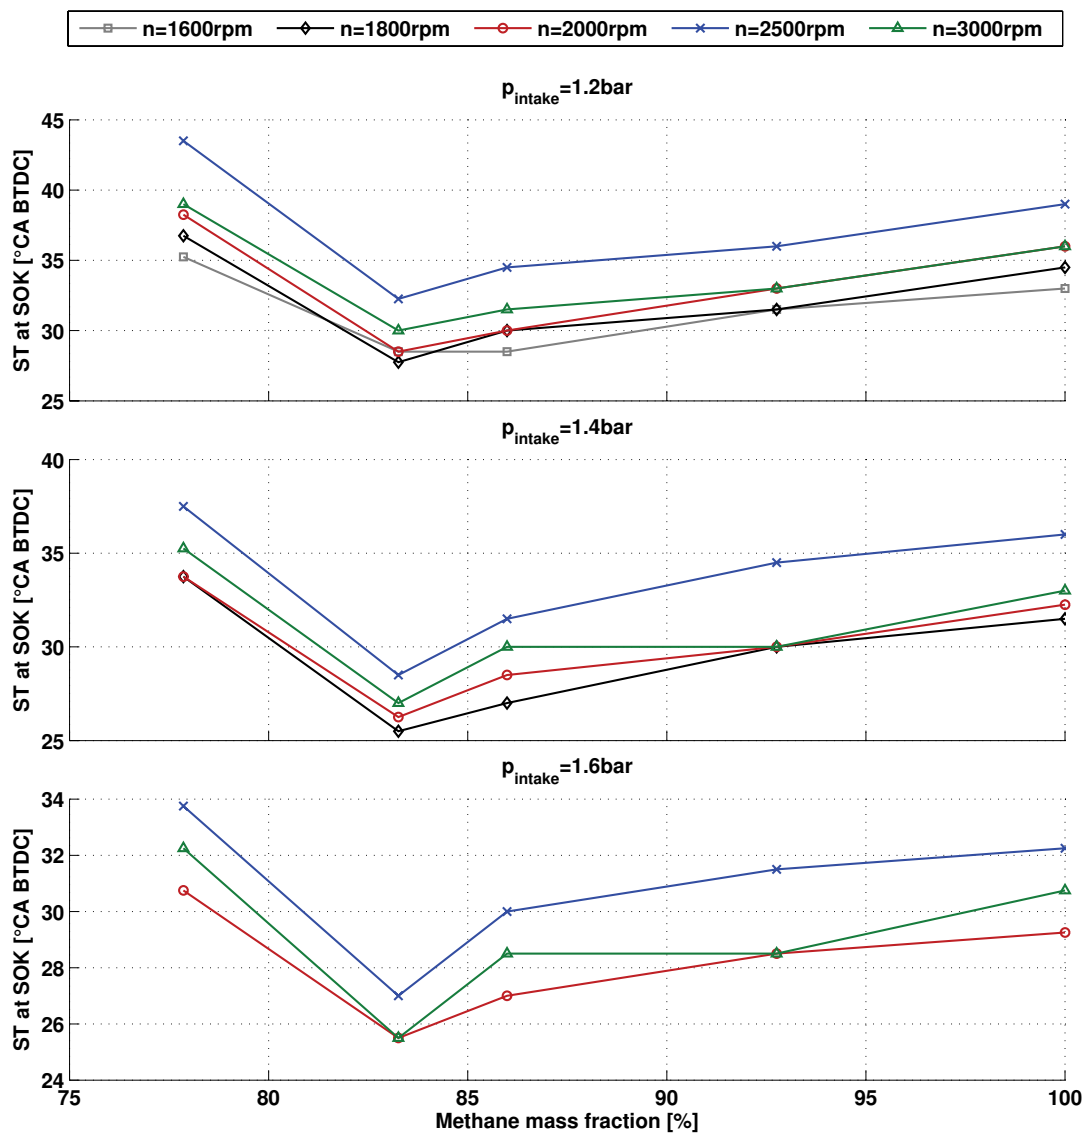 n=1600rpm n=1800rpm n=2000rpm n=2500rpm n=3000rpm
p_intake=1.2bar
ST at SOK [°CA BTDC]
45
40
35
30
25
p_intake=1.4bar
ST at SOK [°CA BTDC]
40
35
30
25
p_intake=1.6bar
ST at SOK [°CA BTDC]
34
32
30
28
26
24
75 80 85 90 95 100
Methane mass fraction [%]